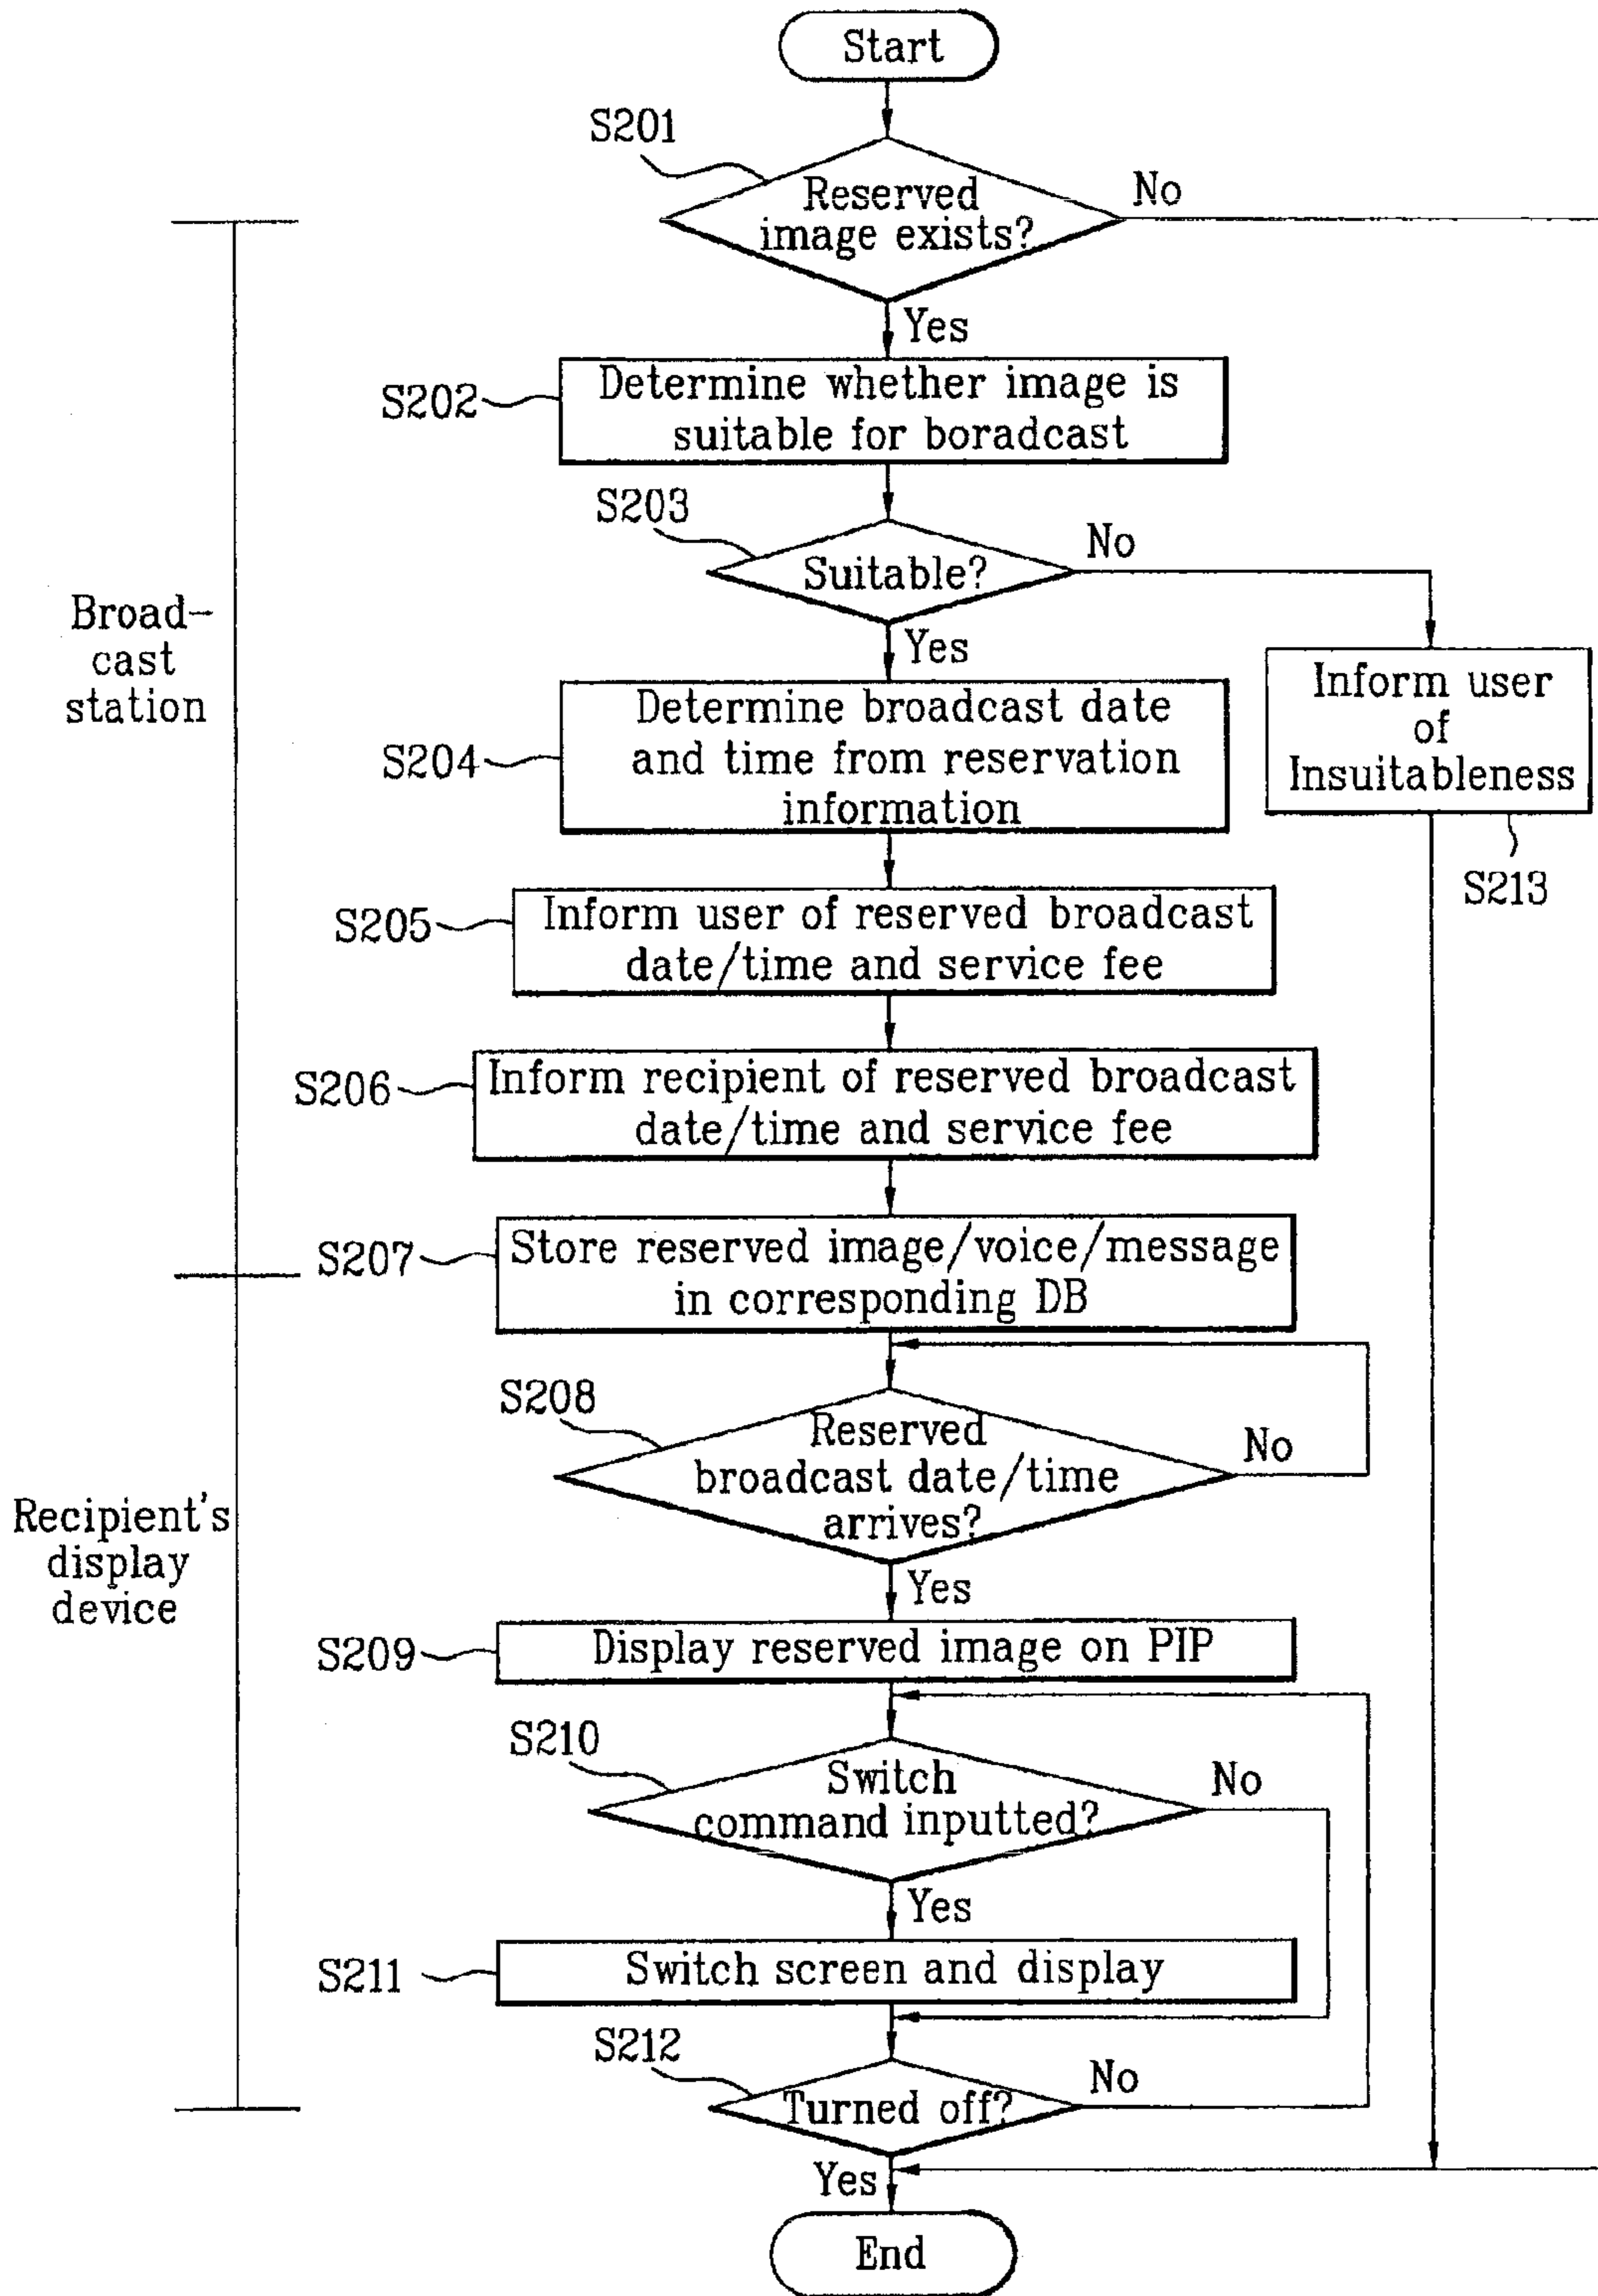 Start
S201
Reserved
image exists?
No
Yes
S202
Determine whether image is
suitable for boradcast
S203
Suitable?
No
Yes
Broad-
cast
station
Inform user
of
Insuitableness
S213
S204
Determine broadcast date
and time from reservation
information
S205
Inform user of reserved broadcast
date/time and service fee
S206
Inform recipient of reserved broadcast
date/time and service fee
S207
Store reserved image/voice/message
in corresponding DB
S208
Reserved
broadcast date/time
arrives?
No
Yes
Recipient's
display
device
S209
Display reserved image on PIP
S210
Switch
command inputted?
No
Yes
S211
Switch screen and display
S212
Turned off?
No
Yes
End